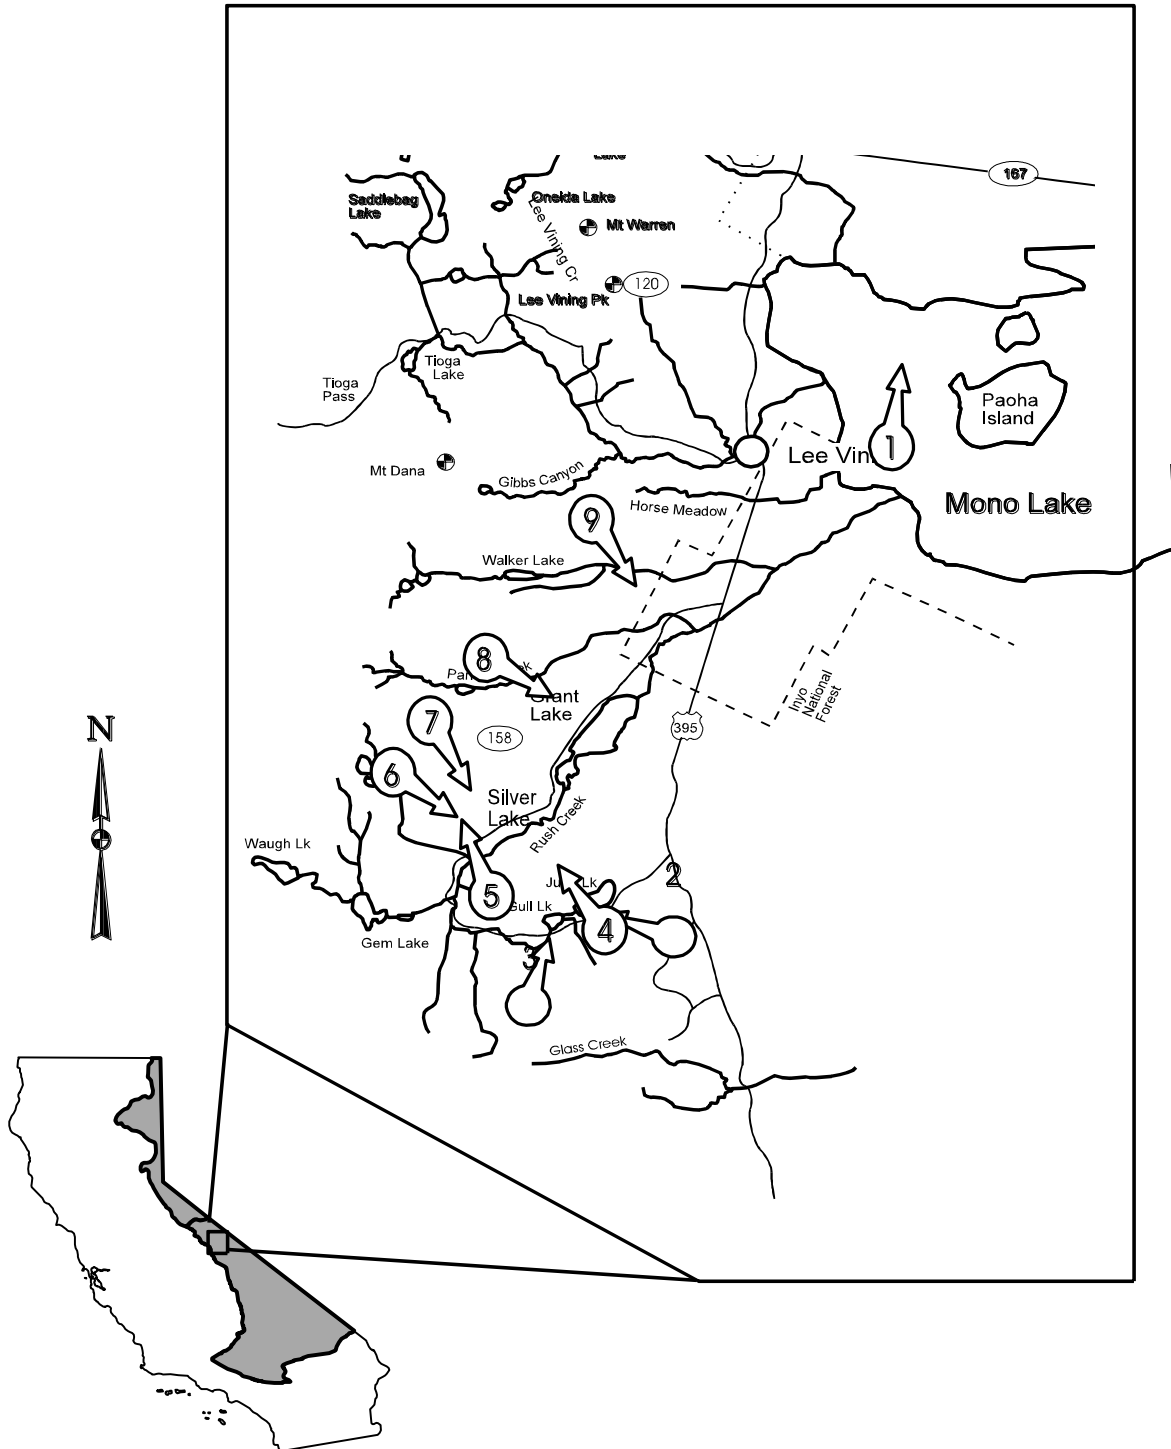 167
Saddlebag
Lake
Oneida Lake
Lee Vining Cr
Mt Warren
120
Lee Vining Pk
Tioga
Lake
Tioga
Pass
Paoha
Island
1
Lee Vin
Mt Dana
Gibbs Canyon
Horse Meadow
Mono Lake
9
Walker Lake
8
Grant
Lake
Inyo
National
Forest
7
158
395
N
6
Silver
Lake
Rush Creek
Waugh Lk
2
5
Gull Lk
4
Gem Lake
3
Glass Creek